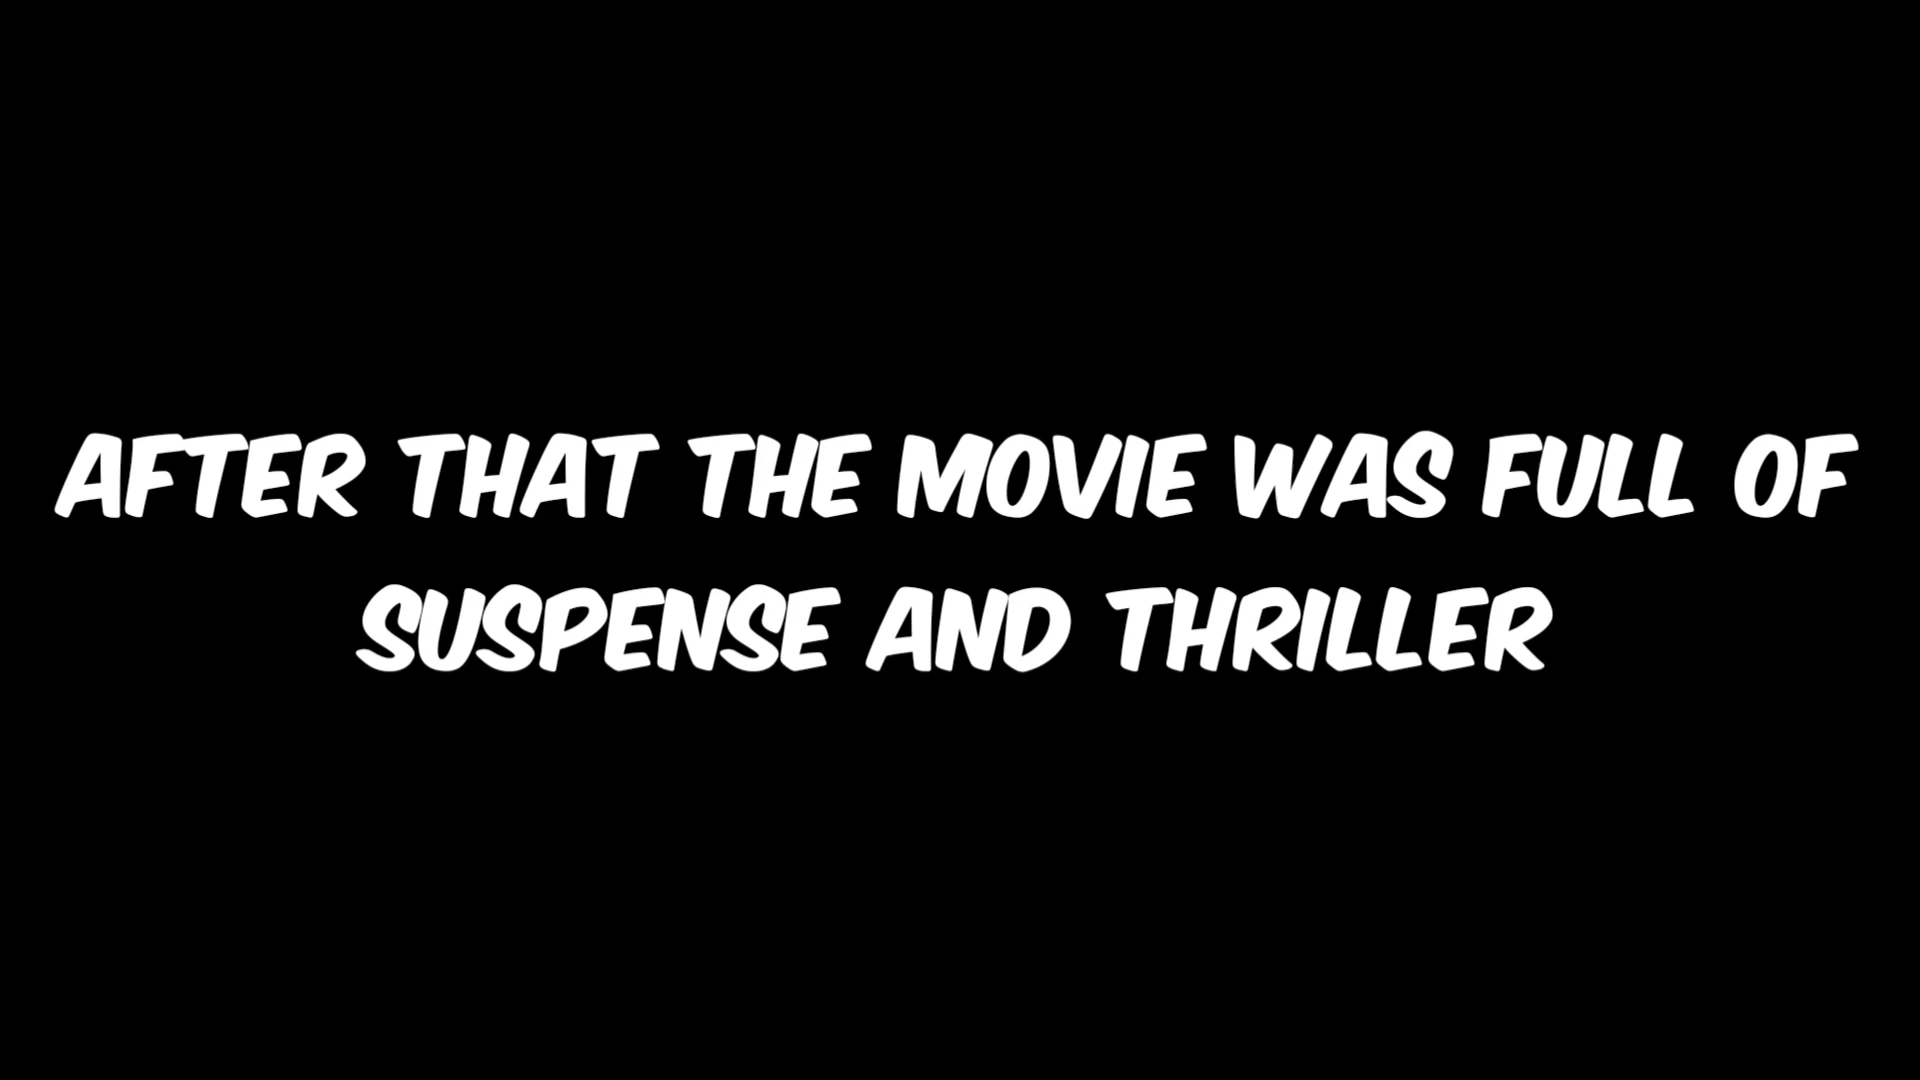 AFTER THAT THE MOVIE WAS FULL OF
SUSPENSE AND THRILLER